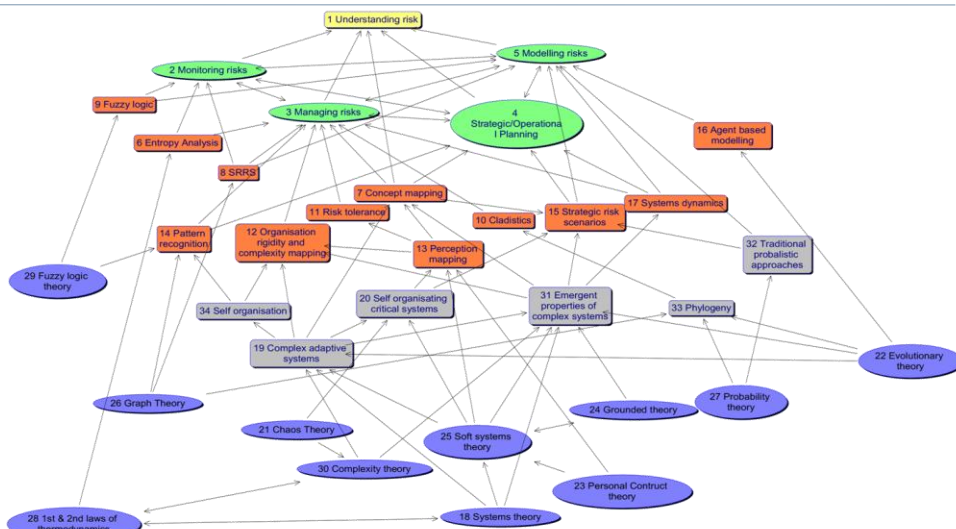 1 Understanding risk
5 Modelling risks
2 Monitoring risks
9 Fuzzy logic
3 Managing risks
4
Strategic/Operationa
l Planning
16 Agent based
modelling
6 Entropy Analysis
8 SRRS
7 Concept mapping
17 Systems dynamics
11 Risk tolerance
10 Cladistics
15 Strategic risk
scenarios
14 Pattern
recognition
12 Organisation
rigidity and
complexity mapping
13 Perception
mapping
32 Traditional
probalistic
approaches
29 Fuzzy logic
theory
20 Self organisating
critical systems
31 Emergent
properties of
complex systems
34 Self organisation
33 Phylogeny
19 Complex adaptive
systems
22 Evolutionary
theory
26 Graph Theory
27 Probability
theory
24 Grounded theory
21 Chaos Theory
25 Soft systems
theory
30 Complexity theory
23 Personal Contruct
theory
28 1st & 2nd laws of
18 Systems theory